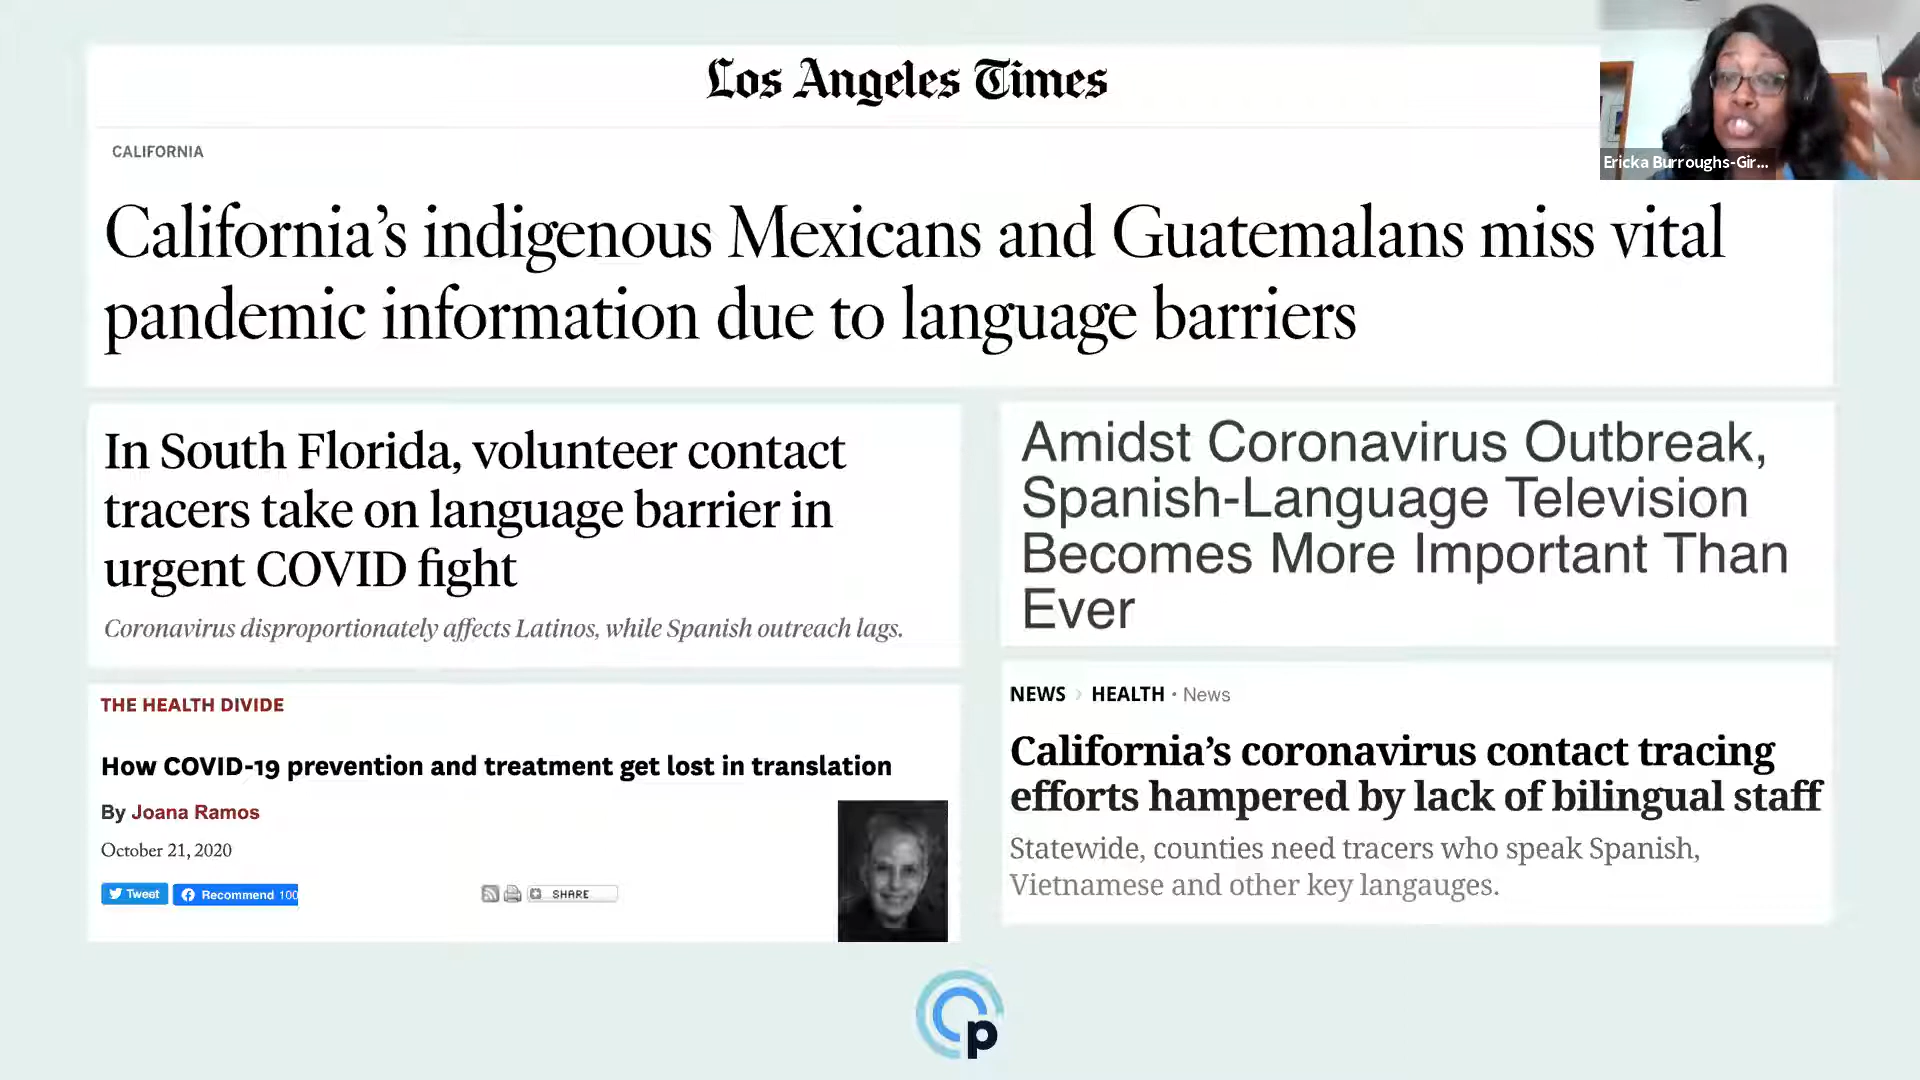 Los Angeles Times
Ericka Burroughs-Gir...
CALIFORNIA
California's indigenous Mexicans and Guatemalans miss vital
pandemic information due to language barriers
In South Florida, volunteer contact
tracers take on language barrier in
urgent COVID fight
Coronavirus disproportionately affects Latinos, while Spanish outreach lags.
Amidst Coronavirus Outbreak,
Spanish-Language Television
Becomes More Important Than
Ever
THE HEALTH DIVIDE
How COVID-19 prevention and treatment get lost in translation
By Joana Ramos
October 21, 2020
Tweet
Recommend 100
SHARE
NEWS › HEALTH • News
California's coronavirus contact tracing
efforts hampered by lack of bilingual staff
Statewide, counties need tracers who speak Spanish,
Vietnamese and other key langauges.
p